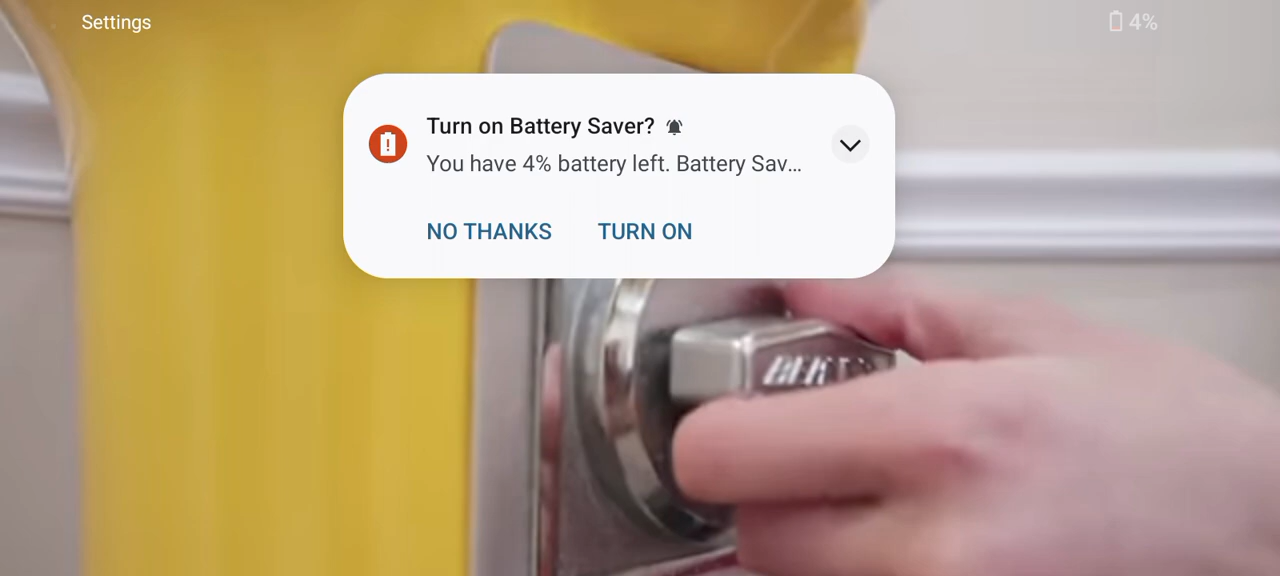 Settings
4%
Turn on Battery Saver?
You have 4% battery left. Battery Sav...
NO THANKS
TURN ON